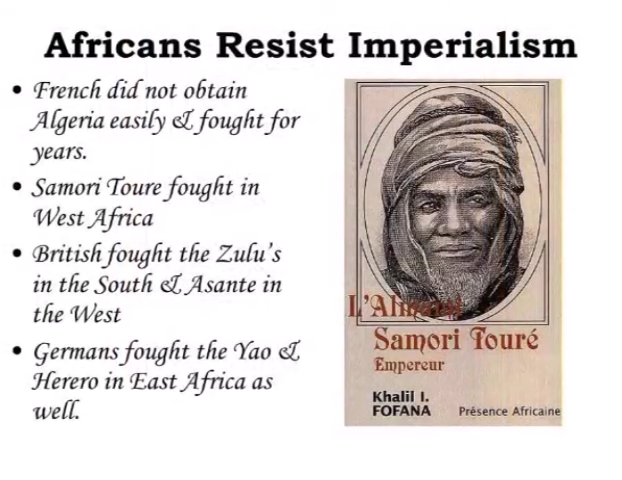 Africans Resist Imperialism
• French did not obtain
Algeria easily & fought for
years.
• Samori Toure fought in
West Africa
• British fought the Zulu's
in the South & Asante in
the West
• Germans fought the Yao &
Herero in East Africa as
well.
L'Almami
Samori Touré
Empereur
Khalil I.
FOFANA
Présence Africaine